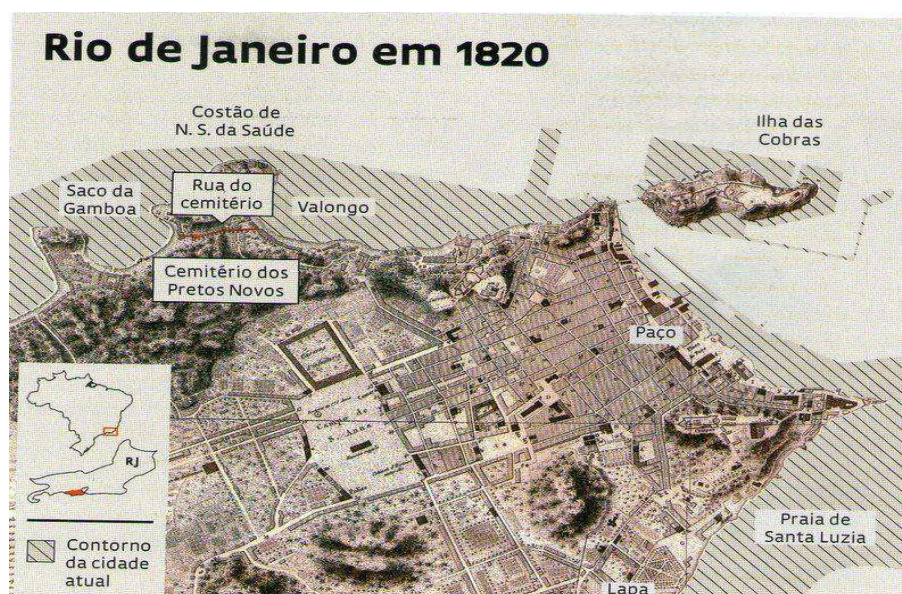 Rio de Janeiro em 1820
Costão de
N. S. da Saúde
Ilha das
Cobras
Saco da
Gamboa
Rua do
cemitério
Valongo
Cemitério dos
Pretos Novos
Paço
RJ
Praia de
Santa Luzia
Contorno
da cidade
atual
Lapa